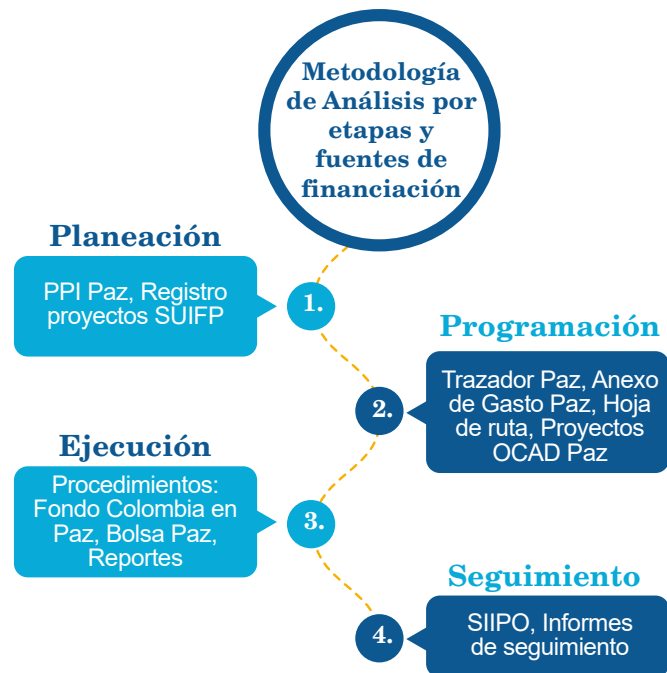 Metodología
de Análisis por
etapas y
fuentes de
financiación
Planeación
PPI Paz, Registro
proyectos SUIFP
1.
Programación
Trazador Paz, Anexo
de Gasto Paz, Hoja
de ruta, Proyectos
OCAD Paz
2.
Ejecución
Procedimientos:
Fondo Colombia en
Paz, Bolsa Paz,
Reportes
3.
Seguimiento
SIIPO, Informes
de seguimiento
4.